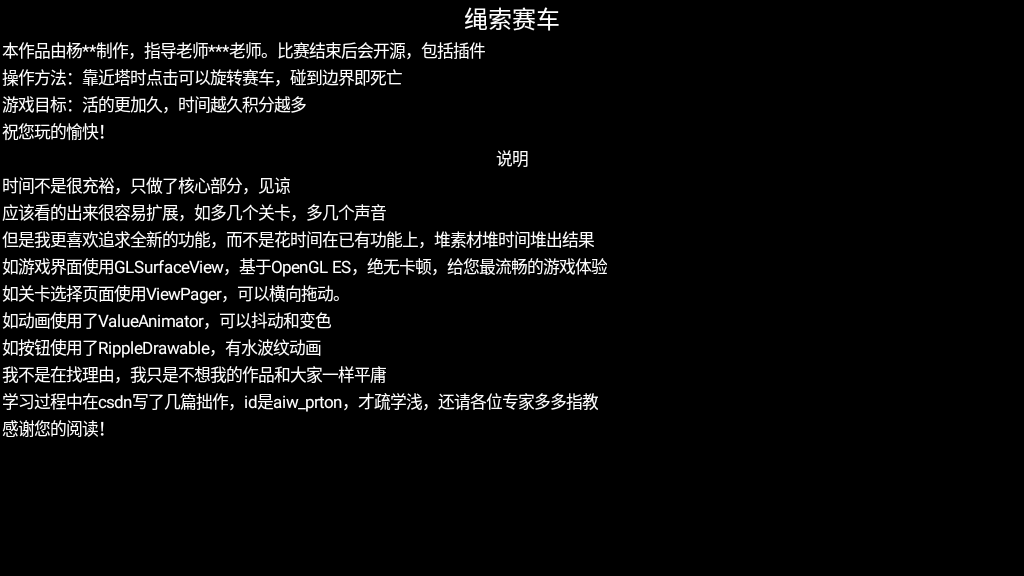 绳索赛车
本作品由杨**制作，指导老师***老师。比赛结束后会开源，包括插件
操作方法：靠近塔时点击可以旋转赛车，碰到边界即死亡
游戏目标：活的更加久，时间越久积分越多
祝您玩的愉快！
说明
时间不是很充裕，只做了核心部分，见谅
应该看的出来很容易扩展，如多几个关卡，多几个声音
但是我更喜欢追求全新的功能，而不是花时间在已有功能上，堆素材堆时间堆出结果
如游戏界面使用GLSurfaceView，基于OpenGL ES，绝无卡顿，给您最流畅的游戏体验
如关卡选择页面使用ViewPager，可以横向拖动。
如动画使用了ValueAnimator，可以抖动和变色
如按钮使用了RippleDrawable，有水波纹动画
我不是在找理由，我只是不想我的作品和大家一样平庸
学习过程中在csdn写了几篇拙作，id是aiw_prton，才疏学浅，还请各位专家多多指教
感谢您的阅读！